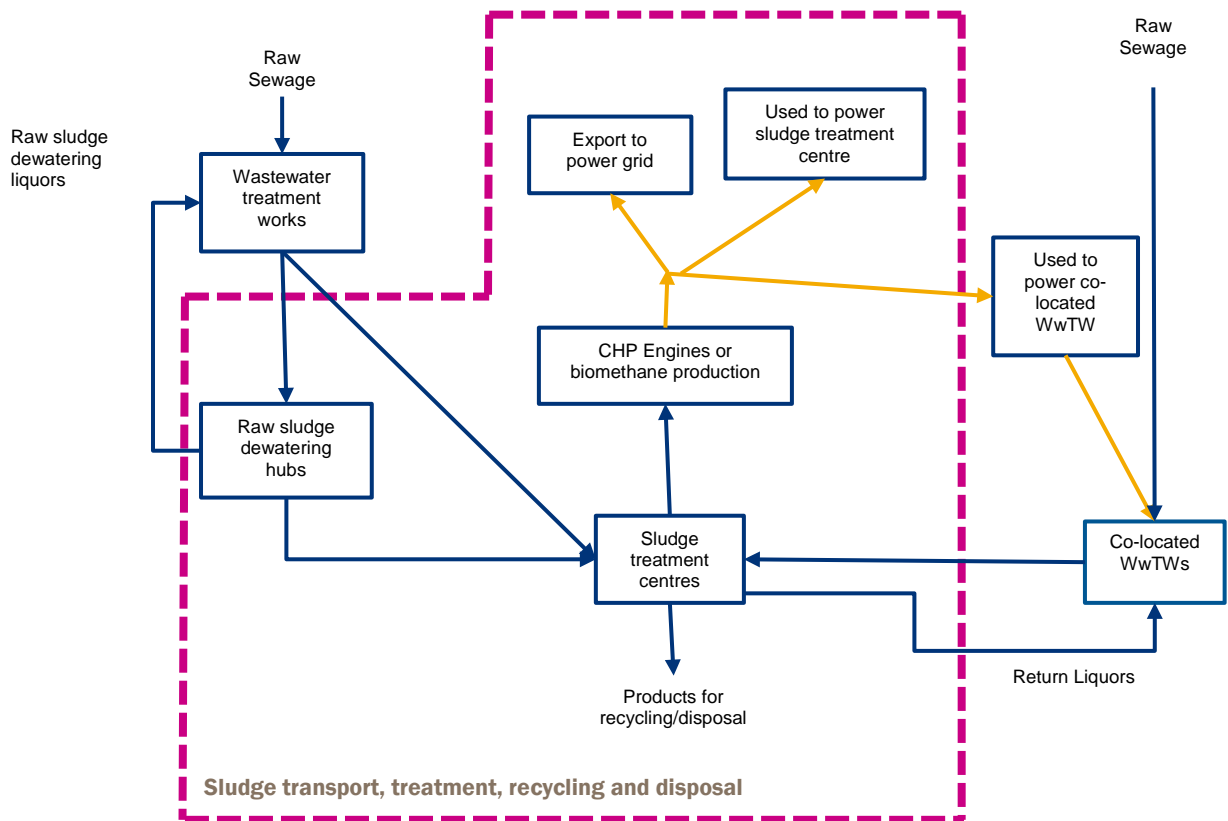 Raw
Sewage
Raw
Sewage
Raw sludge
dewatering
liquors
Wastewater
treatment
works
Export to
power grid
Used to power
sludge treatment
centre
Used to
power co-
located
WwTW
CHP Engines or
biomethane production
Raw sludge
dewatering
hubs
Sludge
treatment
centres
Co-located
WwTWs
Return Liquors
Products for
recycling/disposal
Sludge transport, treatment, recycling and disposal